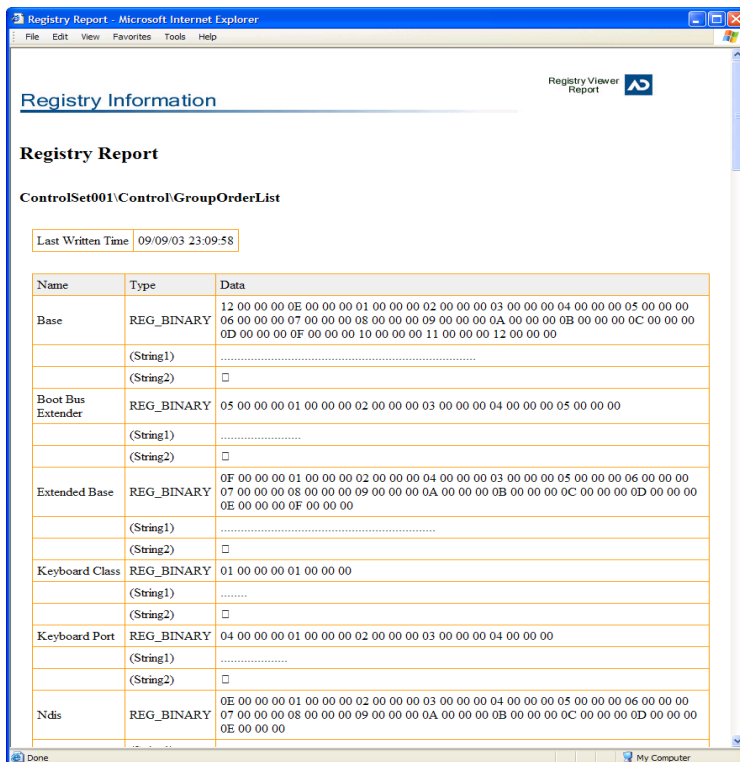 Registry Report - Microsoft Internet Explorer
File Edit View Favorites Tools Help
Registry Viewer
Report
Registry Information
Registry Report
ControlSet001\Control\GroupOrderList
Last Written Time 09/09/03 23:09:58
Name Type Data
Base REG_BINARY 12 00 00 00 0E 00 00 00 01 00 00 00 02 00 00 00 03 00 00 00 04 00 00 00 05 00 00 00
06 00 00 00 07 00 00 00 08 00 00 00 09 00 00 00 0A 00 00 00 0B 00 00 00 0C 00 00 00
0D 00 00 00 0F 00 00 00 10 00 00 00 11 00 00 00 12 00 00 00
(String1) ............................................................................
(String2) □
Boot Bus
Extender REG_BINARY 05 00 00 00 01 00 00 00 02 00 00 00 03 00 00 00 04 00 00 00 05 00 00 00
(String1) ........................
(String2) □
Extended Base REG_BINARY 0F 00 00 00 01 00 00 00 02 00 00 00 04 00 00 00 03 00 00 00 05 00 00 00 06 00 00 00
07 00 00 00 08 00 00 00 09 00 00 00 0A 00 00 00 0B 00 00 00 0C 00 00 00 0D 00 00 00
0E 00 00 00 0F 00 00 00
(String1) ................................................................
(String2) □
Keyboard Class REG_BINARY 01 00 00 00 01 00 00 00
(String1) ........
(String2) □
Keyboard Port REG_BINARY 04 00 00 00 01 00 00 00 02 00 00 00 03 00 00 00 04 00 00 00
(String1) ....................
(String2) □
Ndis REG_BINARY 0E 00 00 00 01 00 00 00 02 00 00 00 03 00 00 00 04 00 00 00 05 00 00 00 06 00 00 00
07 00 00 00 08 00 00 00 09 00 00 00 0A 00 00 00 0B 00 00 00 0C 00 00 00 0D 00 00 00
0E 00 00 00
Done My Computer